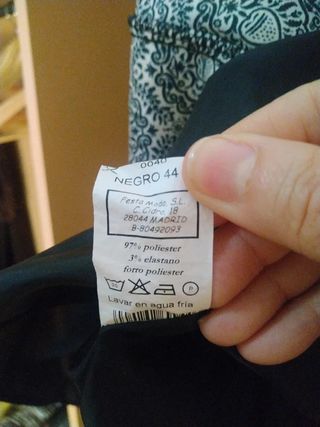 0040
NEGRO 44
Festa Moda, S.L.
C. Cidro, 18
28044 MADRID
B-80492093
97% poliester
3% elastano
forro poliester
Lavar en agua fría